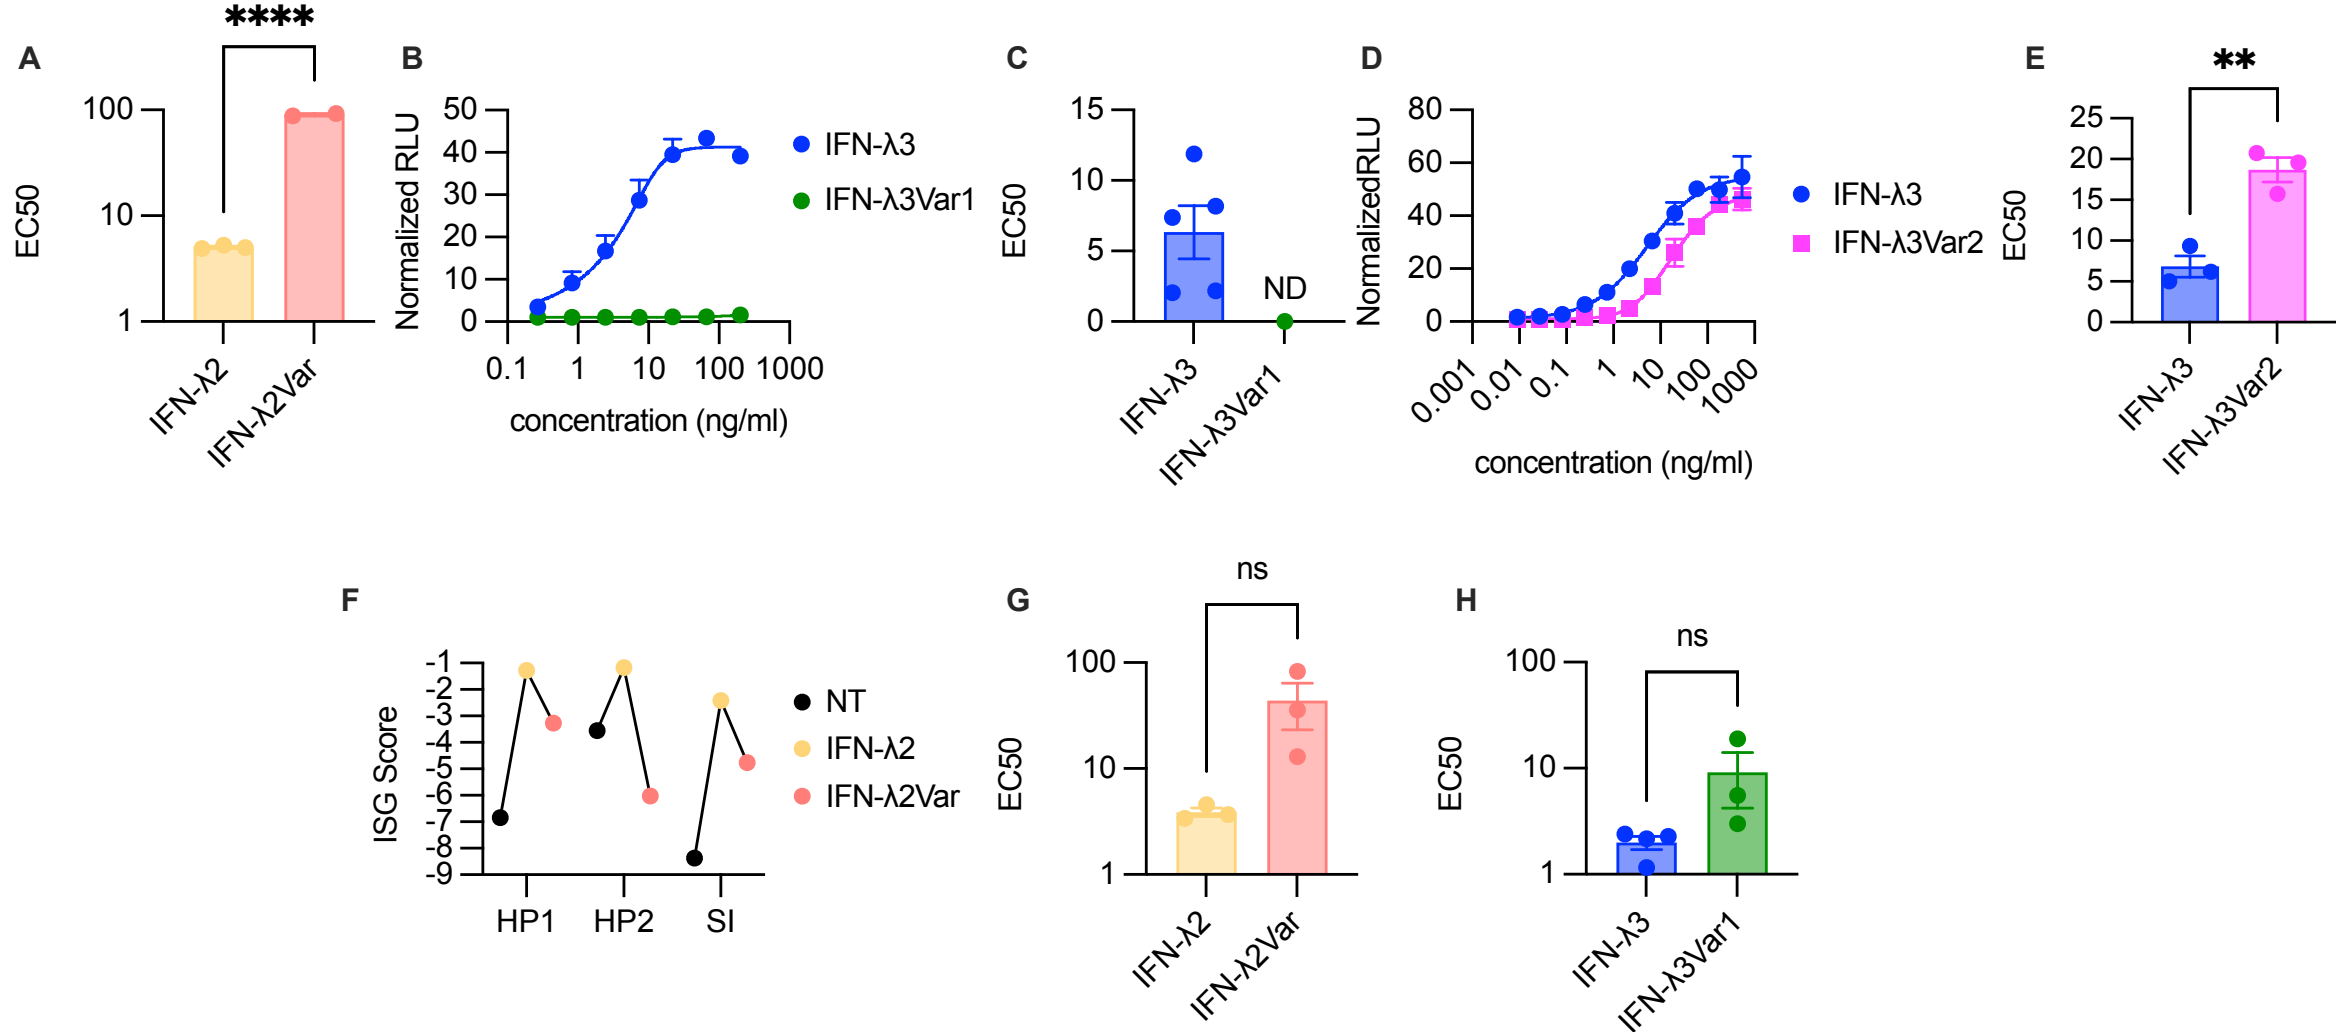 A
****
EC50
100
10
1
IFN-λ2
IFN-λ2Var
B
Normalized RLU
50
40
30
20
10
0
0.1
1
10
100
1000
concentration (ng/ml)
IFN-λ3
IFN-λ3Var1
C
EC50
15
10
5
0
ND
IFN-λ3
IFN-λ3Var1
D
NormalizedRLU
80
60
40
20
0
0.001
0.01
0.1
1
10
100
1000
concentration (ng/ml)
IFN-λ3
IFN-λ3Var2
E
**
EC50
25
20
15
10
5
0
IFN-λ3
IFN-λ3Var2
F
ISG Score
-1
-2
-3
-4
-5
-6
-7
-8
-9
HP1
HP2
SI
NT
IFN-λ2
IFN-λ2Var
G
ns
EC50
100
10
1
IFN-λ2
IFN-λ2Var
H
ns
EC50
100
10
1
IFN-λ3
IFN-λ3Var1